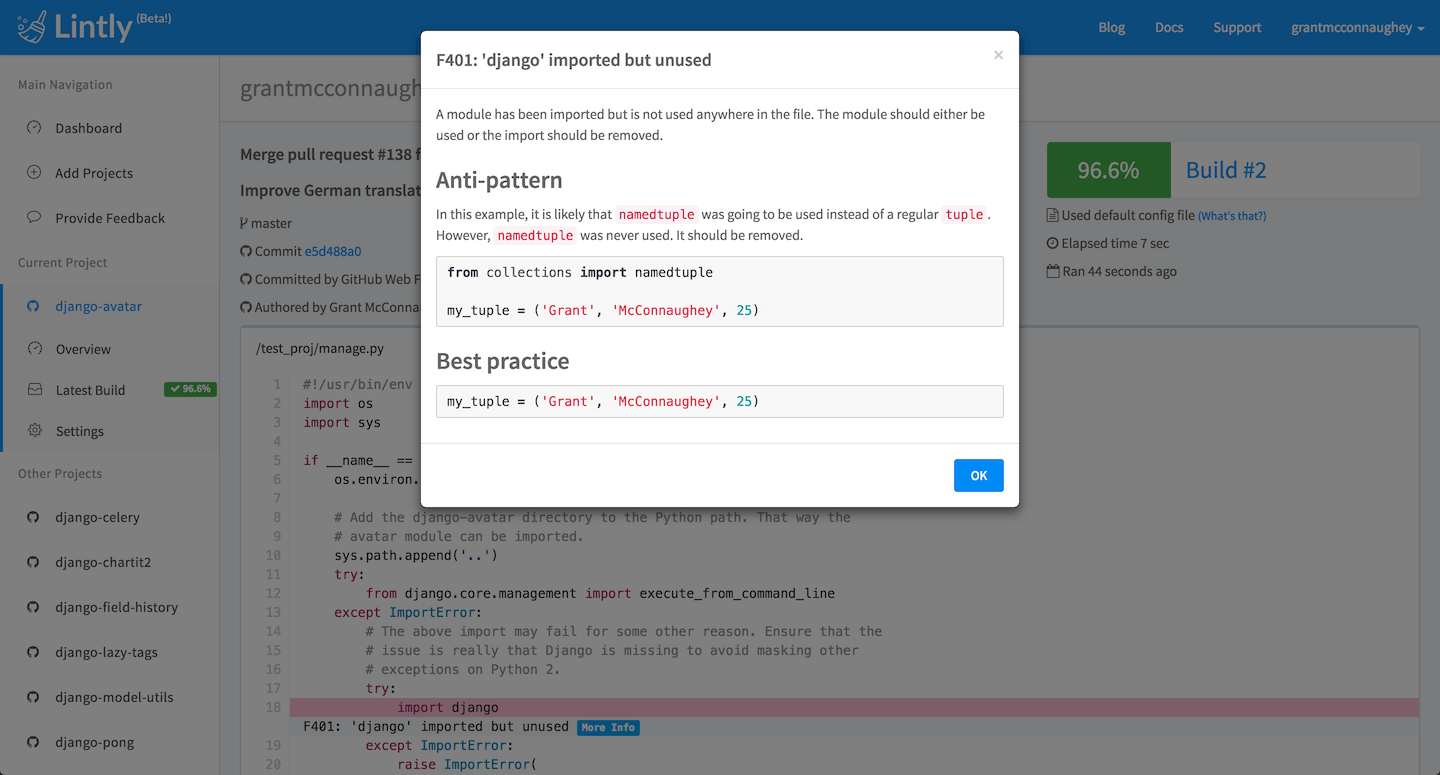 Lintly (Beta!)
Blog
Docs
Support
grantmcconnaughey
Main Navigation
Dashboard
Add Projects
Provide Feedback
Current Project
django-avatar
Overview
Latest Build 96.6%
Settings
Other Projects
django-celery
django-chartit2
django-field-history
django-lazy-tags
django-model-utils
django-pong
grantmcconnaugh
Merge pull request #138 f
Improve German translat
master
Commit e5d488a0
Committed by GitHub Web F
Authored by Grant McConna
96.6% Build #2
Used default config file (What's that?)
Elapsed time 7 sec
Ran 44 seconds ago
F401: 'django' imported but unused ×
A module has been imported but is not used anywhere in the file. The module should either be
used or the import should be removed.
Anti-pattern
In this example, it is likely that namedtuple was going to be used instead of a regular tuple.
However, namedtuple was never used. It should be removed.
from collections import namedtuple
my_tuple = ('Grant', 'McConnaughey', 25)
Best practice
my_tuple = ('Grant', 'McConnaughey', 25)
OK
/test_proj/manage.py
1 #!/usr/bin/env
2 import os
3 import sys
4
5 if __name__ ==
6 os.environ.
7
8 # Add the django-avatar directory to the Python path. That way the
9 # avatar module can be imported.
10 sys.path.append('..')
11 try:
12 from django.core.management import execute_from_command_line
13 except ImportError:
14 # The above import may fail for some other reason. Ensure that the
15 # issue is really that Django is missing to avoid masking other
16 # exceptions on Python 2.
17 try:
18 import django
F401: 'django' imported but unused More Info
19 except ImportError:
20 raise ImportError(